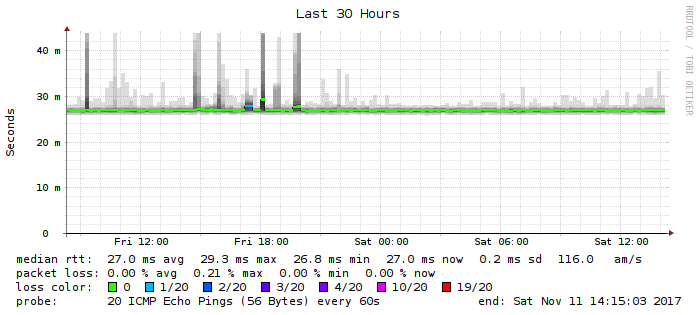 Last 30 Hours
RRDTOOL / TOBI OETIKER
Seconds
40 m
30 m
20 m
10 m
0
Fri 12:00 Fri 18:00 Sat 00:00 Sat 06:00 Sat 12:00
median rtt: 27.0 ms avg 29.3 ms max 26.8 ms min 27.0 ms now 0.2 ms sd 116.0 am/s
packet loss: 0.00 % avg 0.21 % max 0.00 % min 0.00 % now
loss color: 0 1/20 2/20 3/20 4/20 10/20 19/20
probe: 20 ICMP Echo Pings (56 Bytes) every 60s end: Sat Nov 11 14:15:03 2017